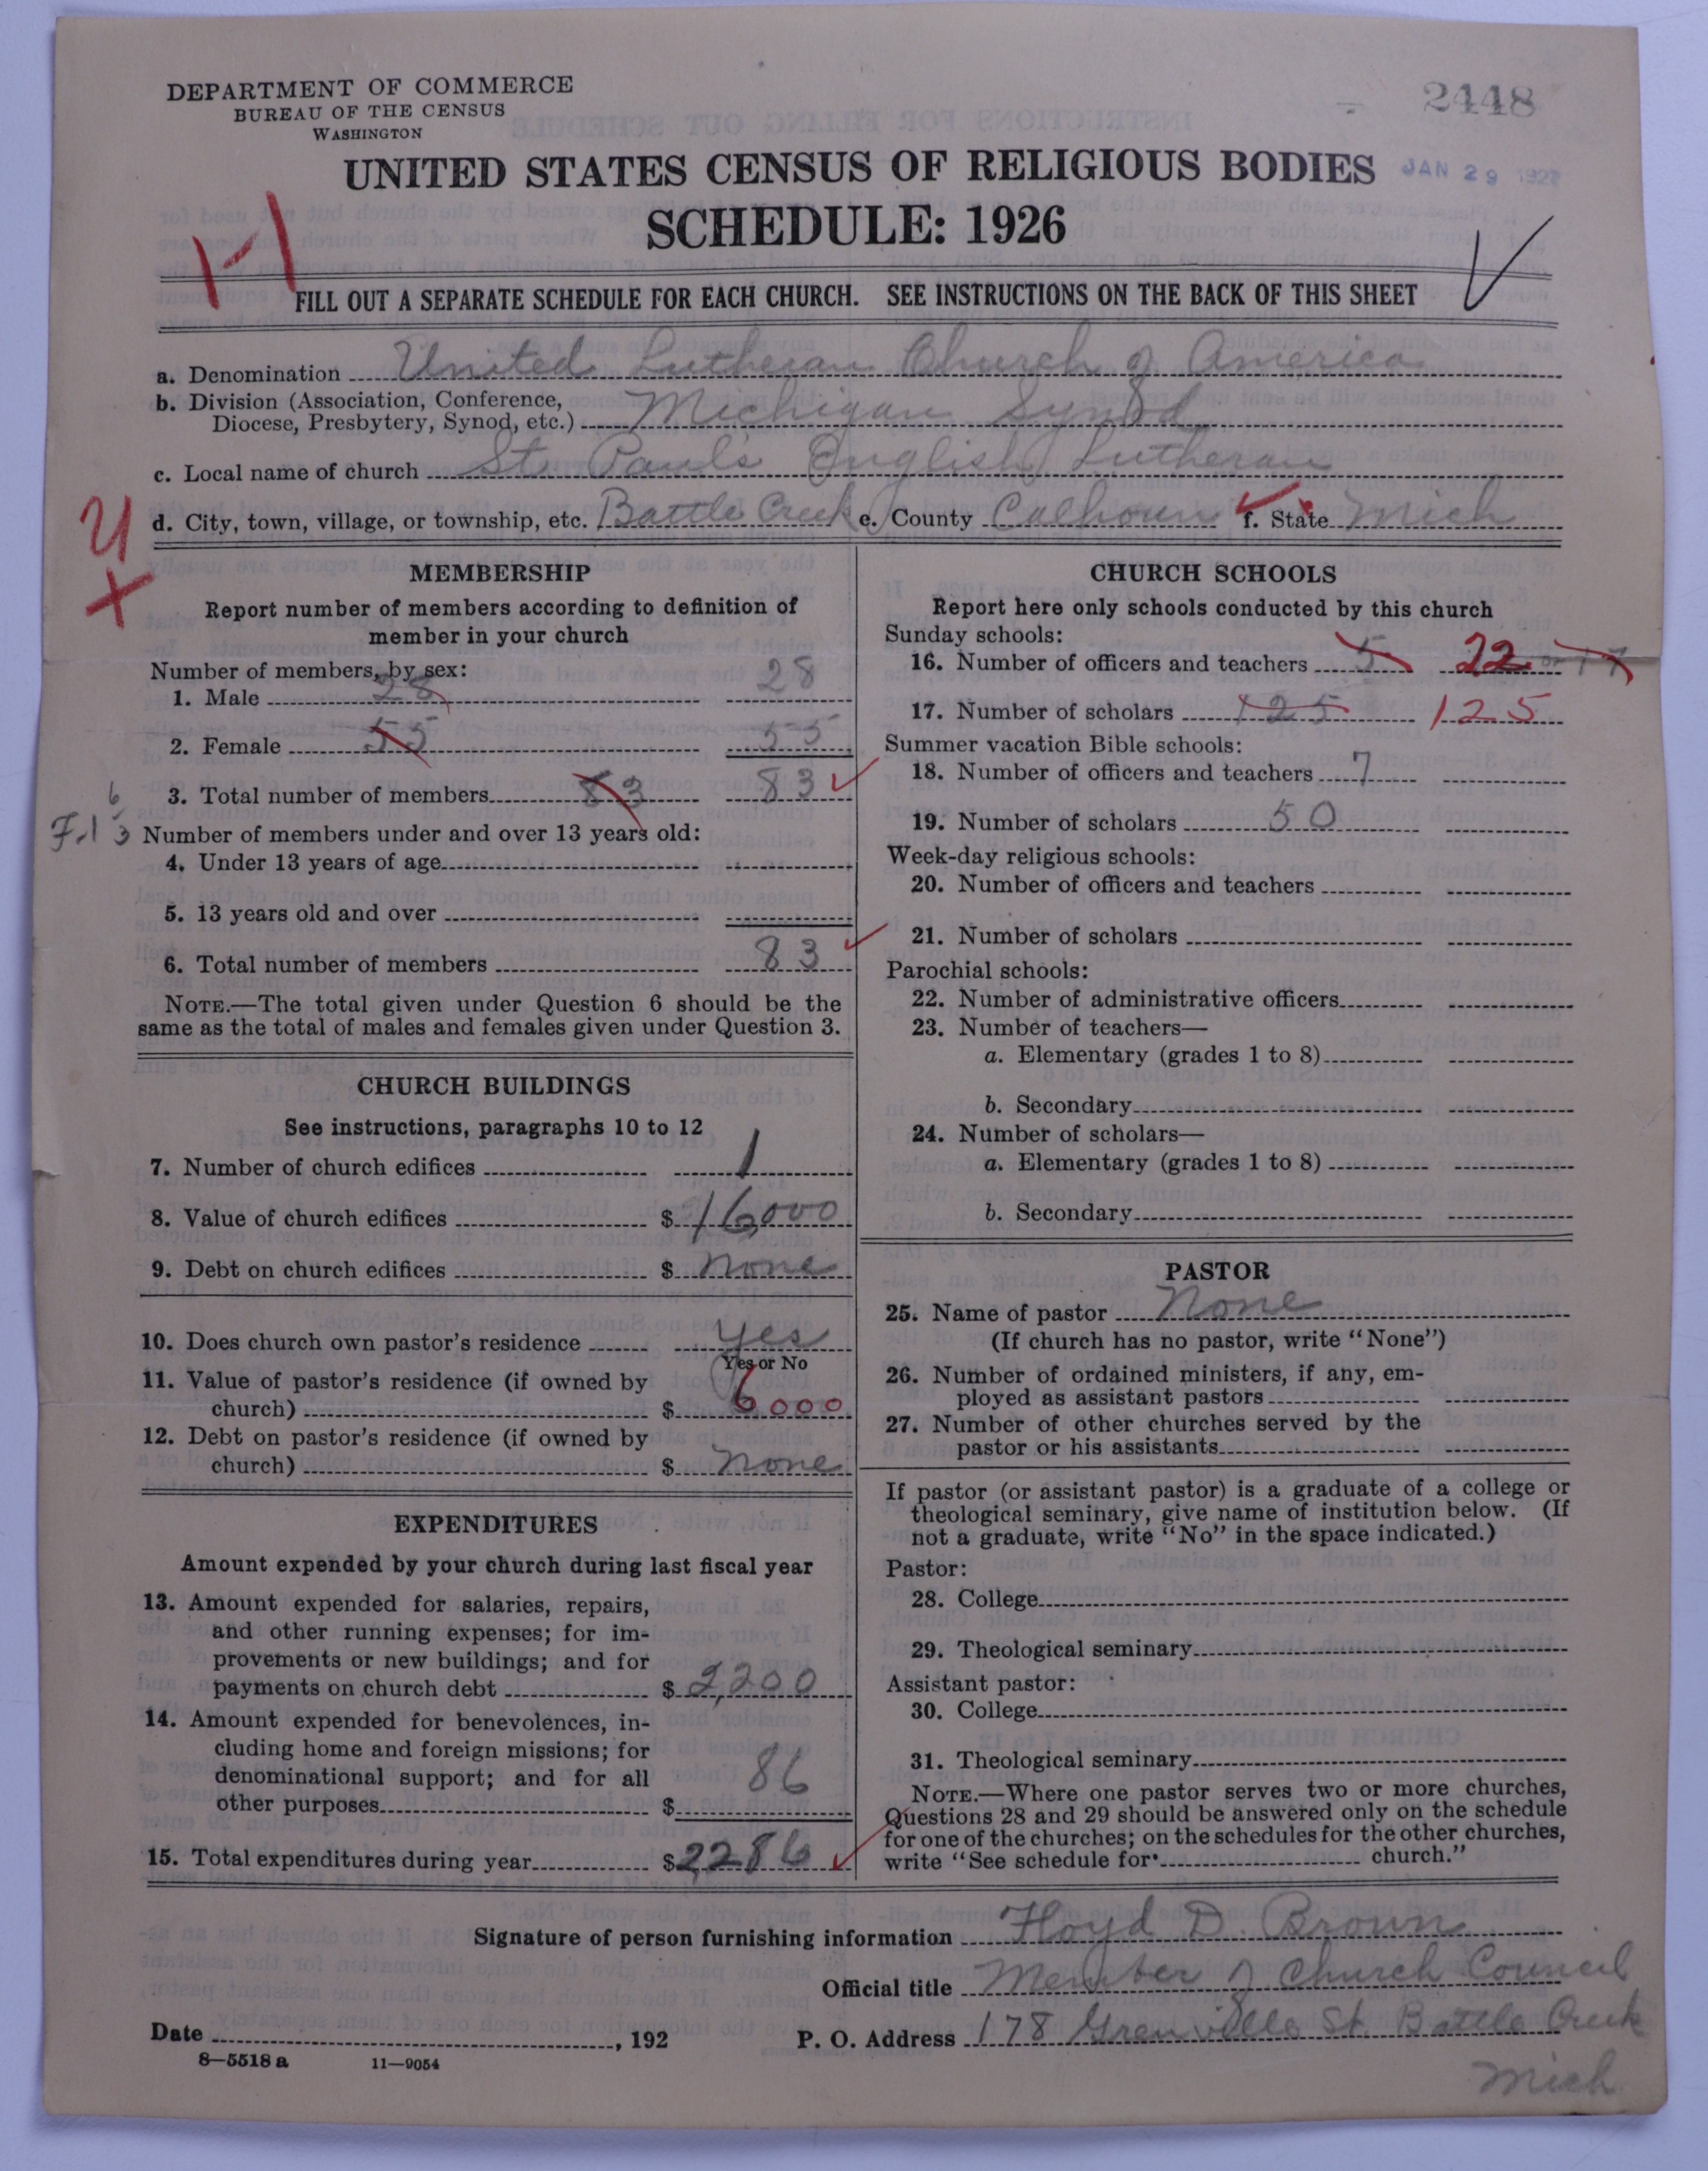 DEPARTMENT OF COMMERCE
BUREAU OF THE CENSUS
WASHINGTON
2448
UNITED STATES CENSUS OF RELIGIOUS BODIES
JAN 29 1927
SCHEDULE: 1926
H
FILL OUT A SEPARATE SCHEDULE FOR EACH CHURCH. SEE INSTRUCTIONS ON THE BACK OF THIS SHEET
a. Denomination United Lutheran Church of America
b. Division (Association, Conference,
Diocese, Presbytery, Synod, etc.) Michigan Synod
c. Local name of church St. Paul's English Lutheran
d. City, town, village, or township, etc. Battle Creek e. County Calhoun f. State Mich
MEMBERSHIP
Report number of members according to definition of
member in your church
Number of members, by sex:
1. Male 28 28
2. Female 55 55
3. Total number of members 83 83
Number of members under and over 13 years old:
4. Under 13 years of age
5. 13 years old and over
6. Total number of members 83
NOTE.—The total given under Question 6 should be the
same as the total of males and females given under Question 3.
CHURCH BUILDINGS
See instructions, paragraphs 10 to 12
7. Number of church edifices 1
8. Value of church edifices $ 16,000
9. Debt on church edifices $ None
10. Does church own pastor's residence Yes
Yes or No
11. Value of pastor's residence (if owned by
church) $ 6000
12. Debt on pastor's residence (if owned by
church) $ None
EXPENDITURES
Amount expended by your church during last fiscal year
13. Amount expended for salaries, repairs,
and other running expenses; for im-
provements or new buildings; and for
payments on church debt $ 2,200
14. Amount expended for benevolences, in-
cluding home and foreign missions; for
denominational support; and for all
other purposes $ 86
15. Total expenditures during year $ 2286
CHURCH SCHOOLS
Report here only schools conducted by this church
Sunday schools:
16. Number of officers and teachers 5 22 or 17
17. Number of scholars 125 125
Summer vacation Bible schools:
18. Number of officers and teachers 7
19. Number of scholars 50
Week-day religious schools:
20. Number of officers and teachers
21. Number of scholars
Parochial schools:
22. Number of administrative officers
23. Number of teachers—
a. Elementary (grades 1 to 8)
b. Secondary
24. Number of scholars—
a. Elementary (grades 1 to 8)
b. Secondary
PASTOR
25. Name of pastor None
(If church has no pastor, write "None")
26. Number of ordained ministers, if any, em-
ployed as assistant pastors
27. Number of other churches served by the
pastor or his assistants
If pastor (or assistant pastor) is a graduate of a college or
theological seminary, give name of institution below. (If
not a graduate, write "No" in the space indicated.)
Pastor:
28. College
29. Theological seminary
Assistant pastor:
30. College
31. Theological seminary
NOTE.—Where one pastor serves two or more churches,
Questions 28 and 29 should be answered only on the schedule
for one of the churches; on the schedules for the other churches,
write "See schedule for church."
Signature of person furnishing information Floyd D. Brown
Official title Member of Church Council
Date , 192 P. O. Address 178 Grenville St. Battle Creek
8—5518 a 11—9054
Mich